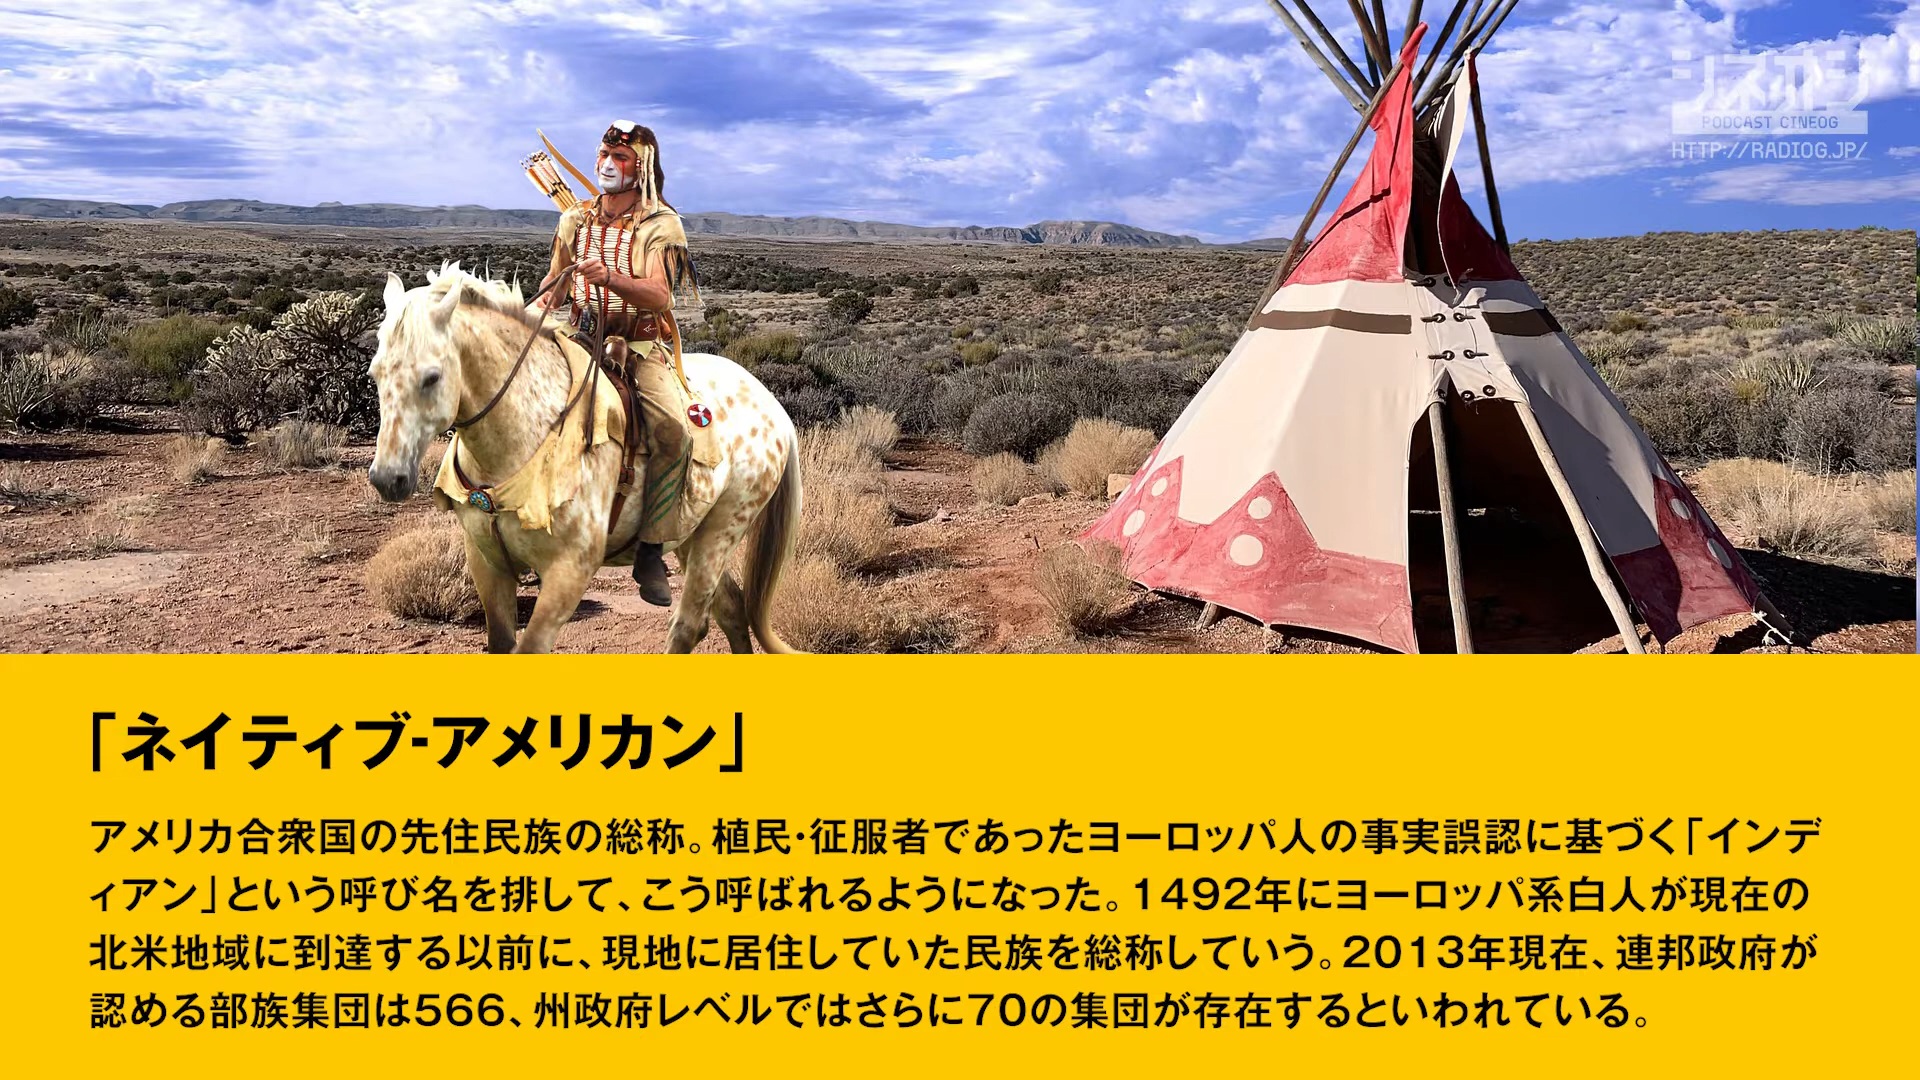 シネオジ
PODCAST CINEOG
HTTP://RADIOG.JP/
「ネイティブ-アメリカン」
アメリカ合衆国の先住民族の総称。植民・征服者であったヨーロッパ人の事実誤認に基づく「インデ
ィアン」という呼び名を排して、こう呼ばれるようになった。1492年にヨーロッパ系白人が現在の
北米地域に到達する以前に、現地に居住していた民族を総称していう。2013年現在、連邦政府が
認める部族集団は566、州政府レベルではさらに70の集団が存在するといわれている。